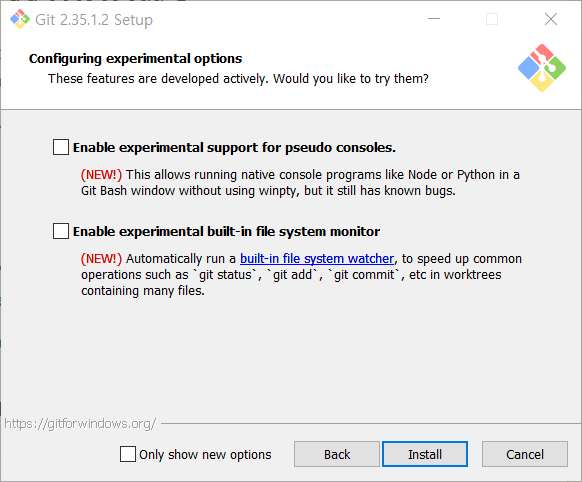 Git 2.35.1.2 Setup
Configuring experimental options
These features are developed actively. Would you like to try them?
Enable experimental support for pseudo consoles.
(NEW!) This allows running native console programs like Node or Python in a
Git Bash window without using winpty, but it still has known bugs.
Enable experimental built-in file system monitor
(NEW!) Automatically run a built-in file system watcher, to speed up common
operations such as `git status`, `git add`, `git commit`, etc in worktrees
containing many files.
https://gitforwindows.org/
Only show new options
Back
Install
Cancel